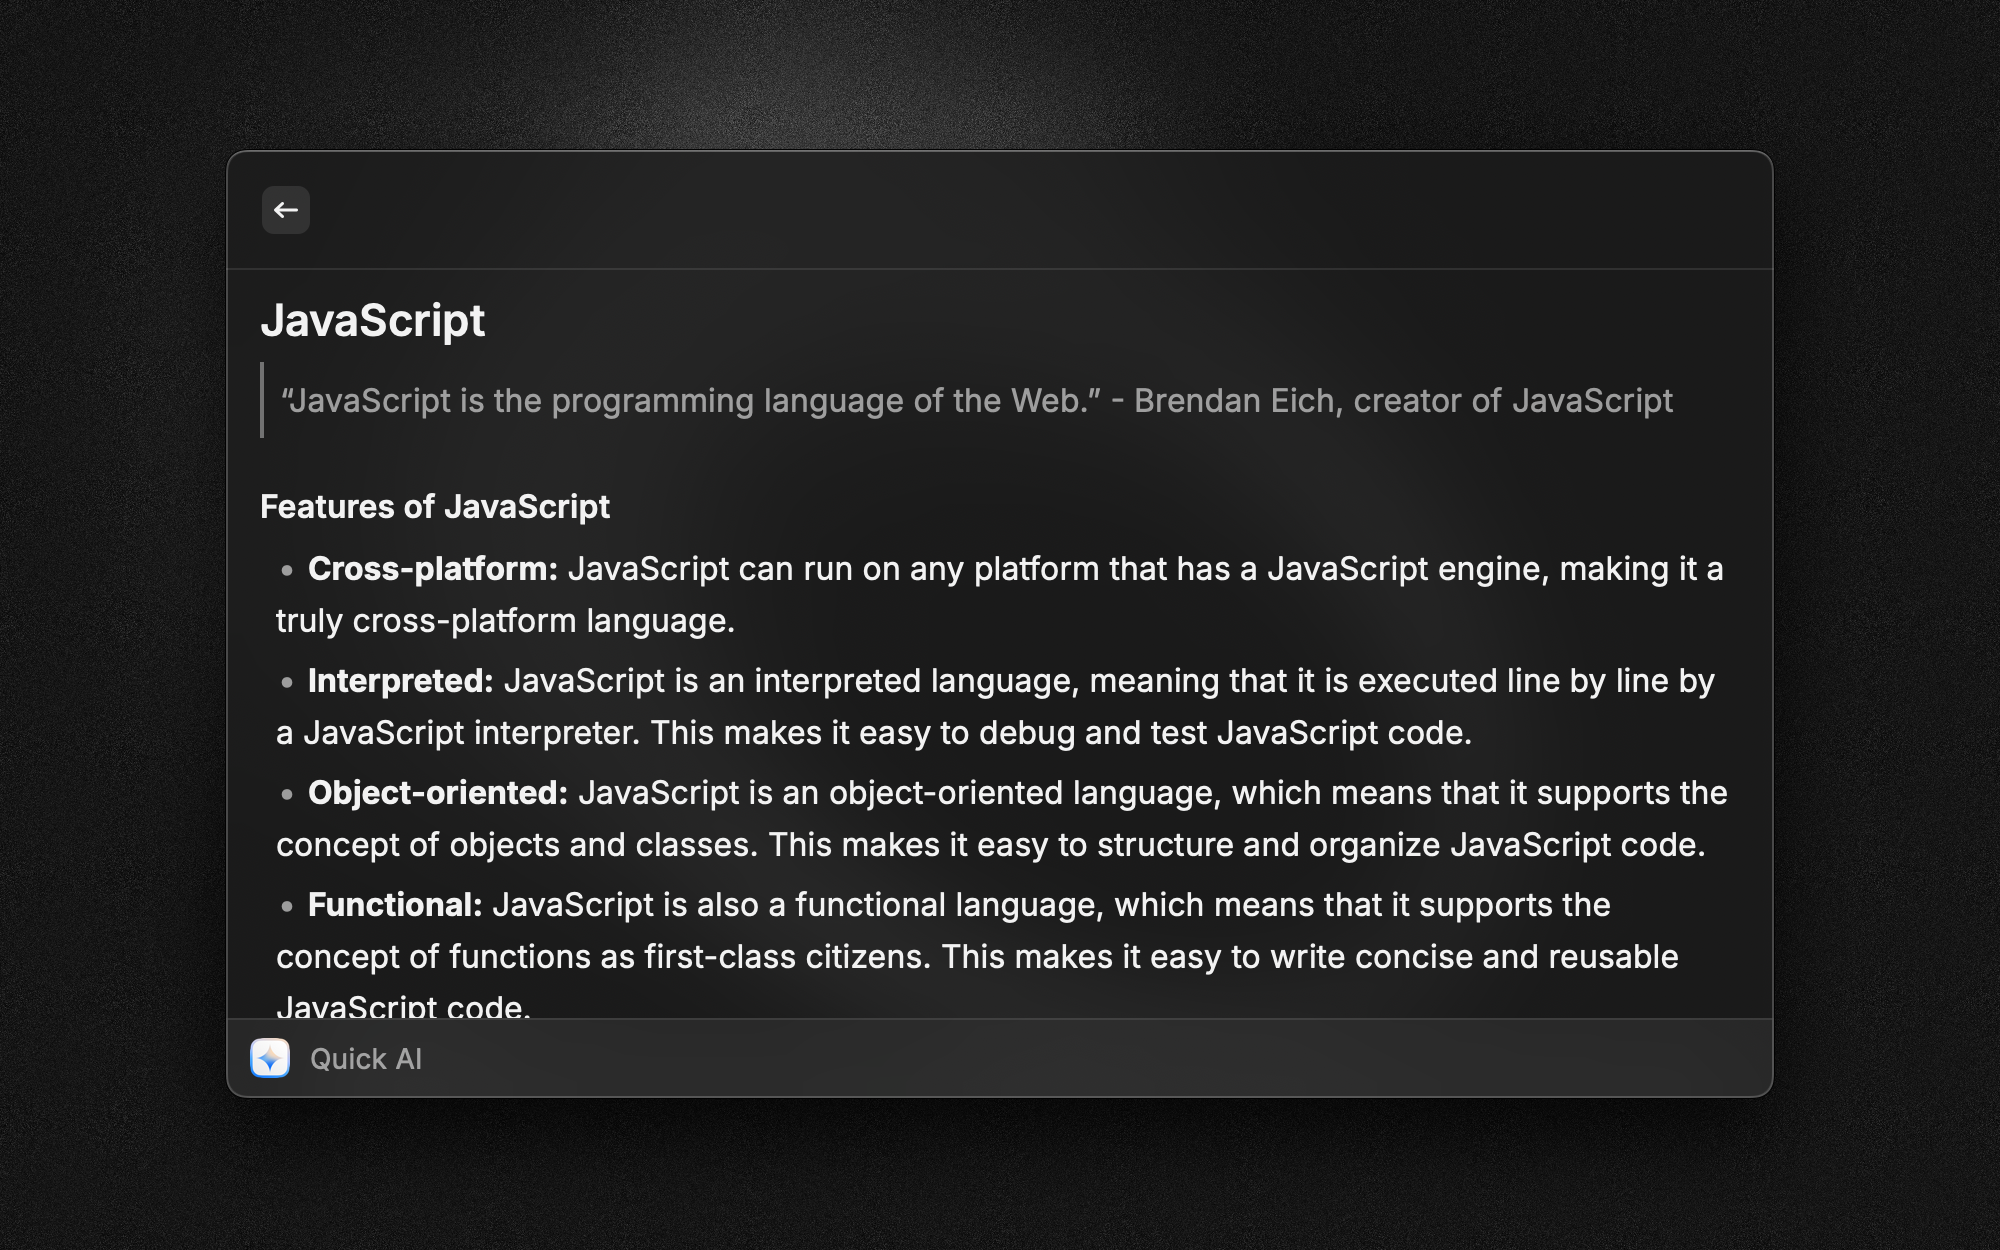 JavaScript
“JavaScript is the programming language of the Web.” - Brendan Eich, creator of JavaScript
Features of JavaScript
• Cross-platform: JavaScript can run on any platform that has a JavaScript engine, making it a
truly cross-platform language.
• Interpreted: JavaScript is an interpreted language, meaning that it is executed line by line by
a JavaScript interpreter. This makes it easy to debug and test JavaScript code.
• Object-oriented: JavaScript is an object-oriented language, which means that it supports the
concept of objects and classes. This makes it easy to structure and organize JavaScript code.
• Functional: JavaScript is also a functional language, which means that it supports the
concept of functions as first-class citizens. This makes it easy to write concise and reusable
JavaScript code.
Quick AI